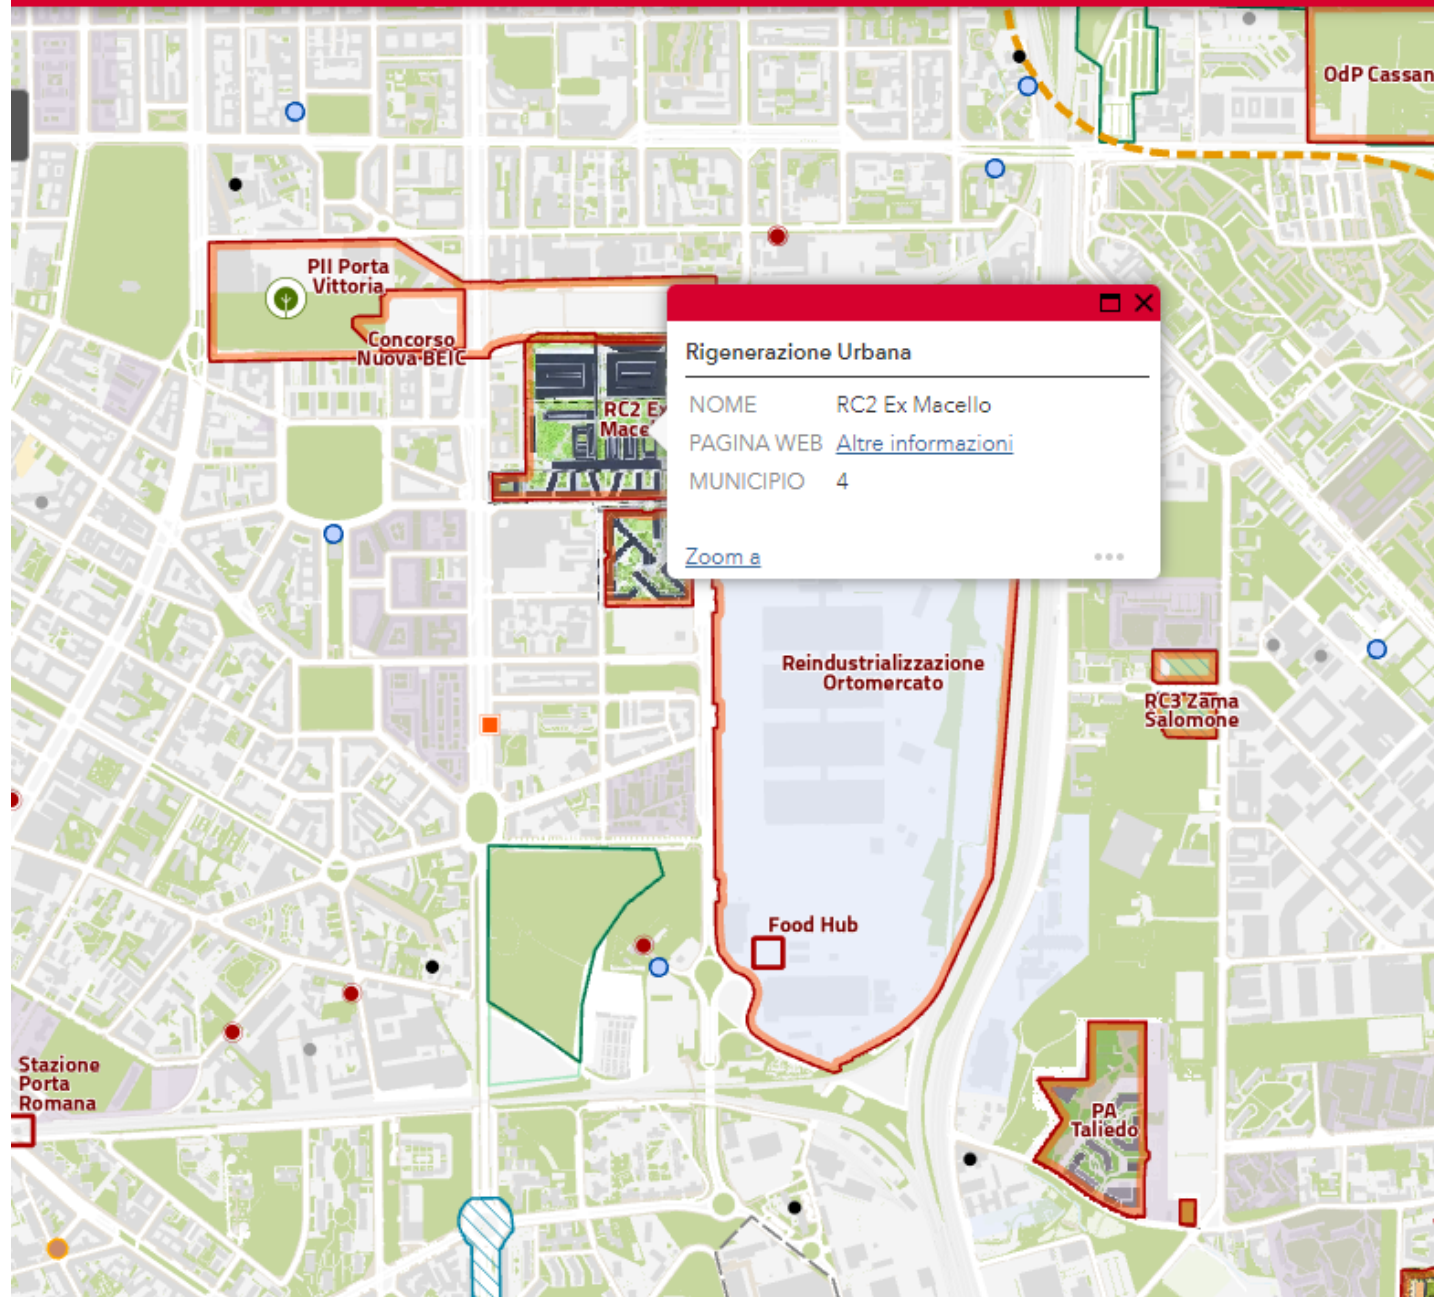 OdP Cassan
PII Porta
Vittoria
Concorso
Nuova BEIC
Rigenerazione Urbana
NOME RC2 Ex Macello
PAGINA WEB Altre informazioni
MUNICIPIO 4
Zoom a
RC2 Ex
Mace
Reindustrializzazione
Ortomercato
RC3 Zama
Salomone
Food Hub
Stazione
Porta
Romana
PA
Taliedo